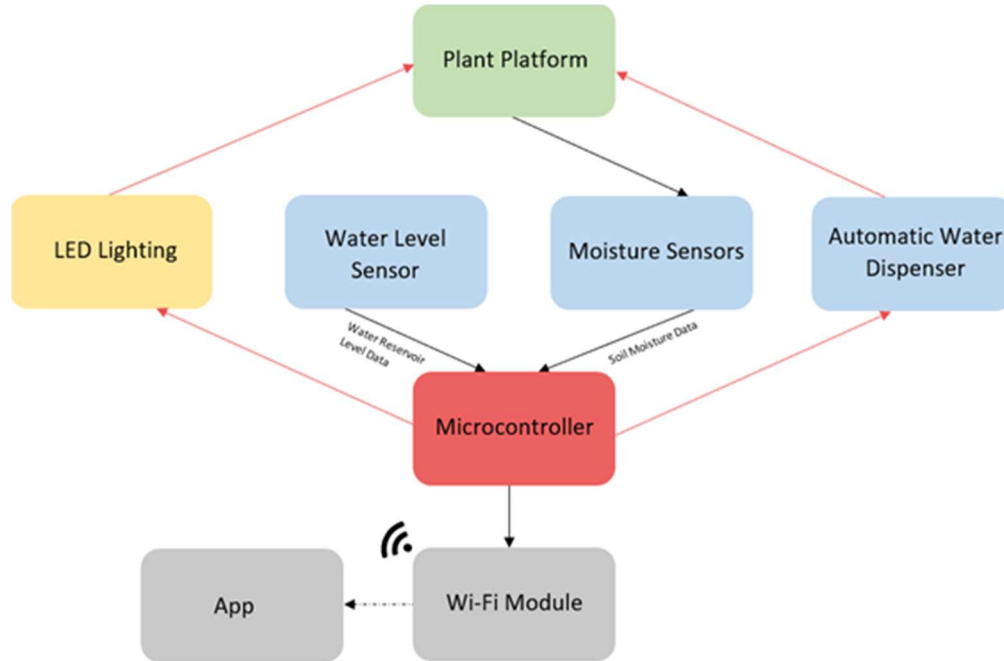 Plant Platform
LED Lighting
Water Level
Sensor
Moisture Sensors
Automatic Water
Dispenser
Water Reservoir
Level Data
Soil Moisture Data
Microcontroller
App
Wi-Fi Module